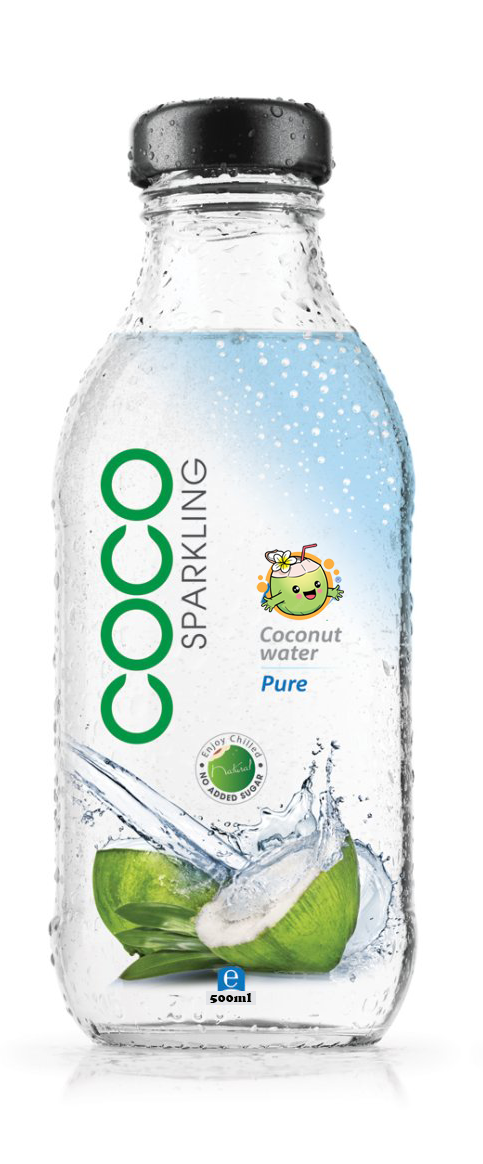 COCO
SPARKLING
Coconut
water
Pure
Enjoy Chilled
Natural
• NO ADDED SUGAR •
e
500ml